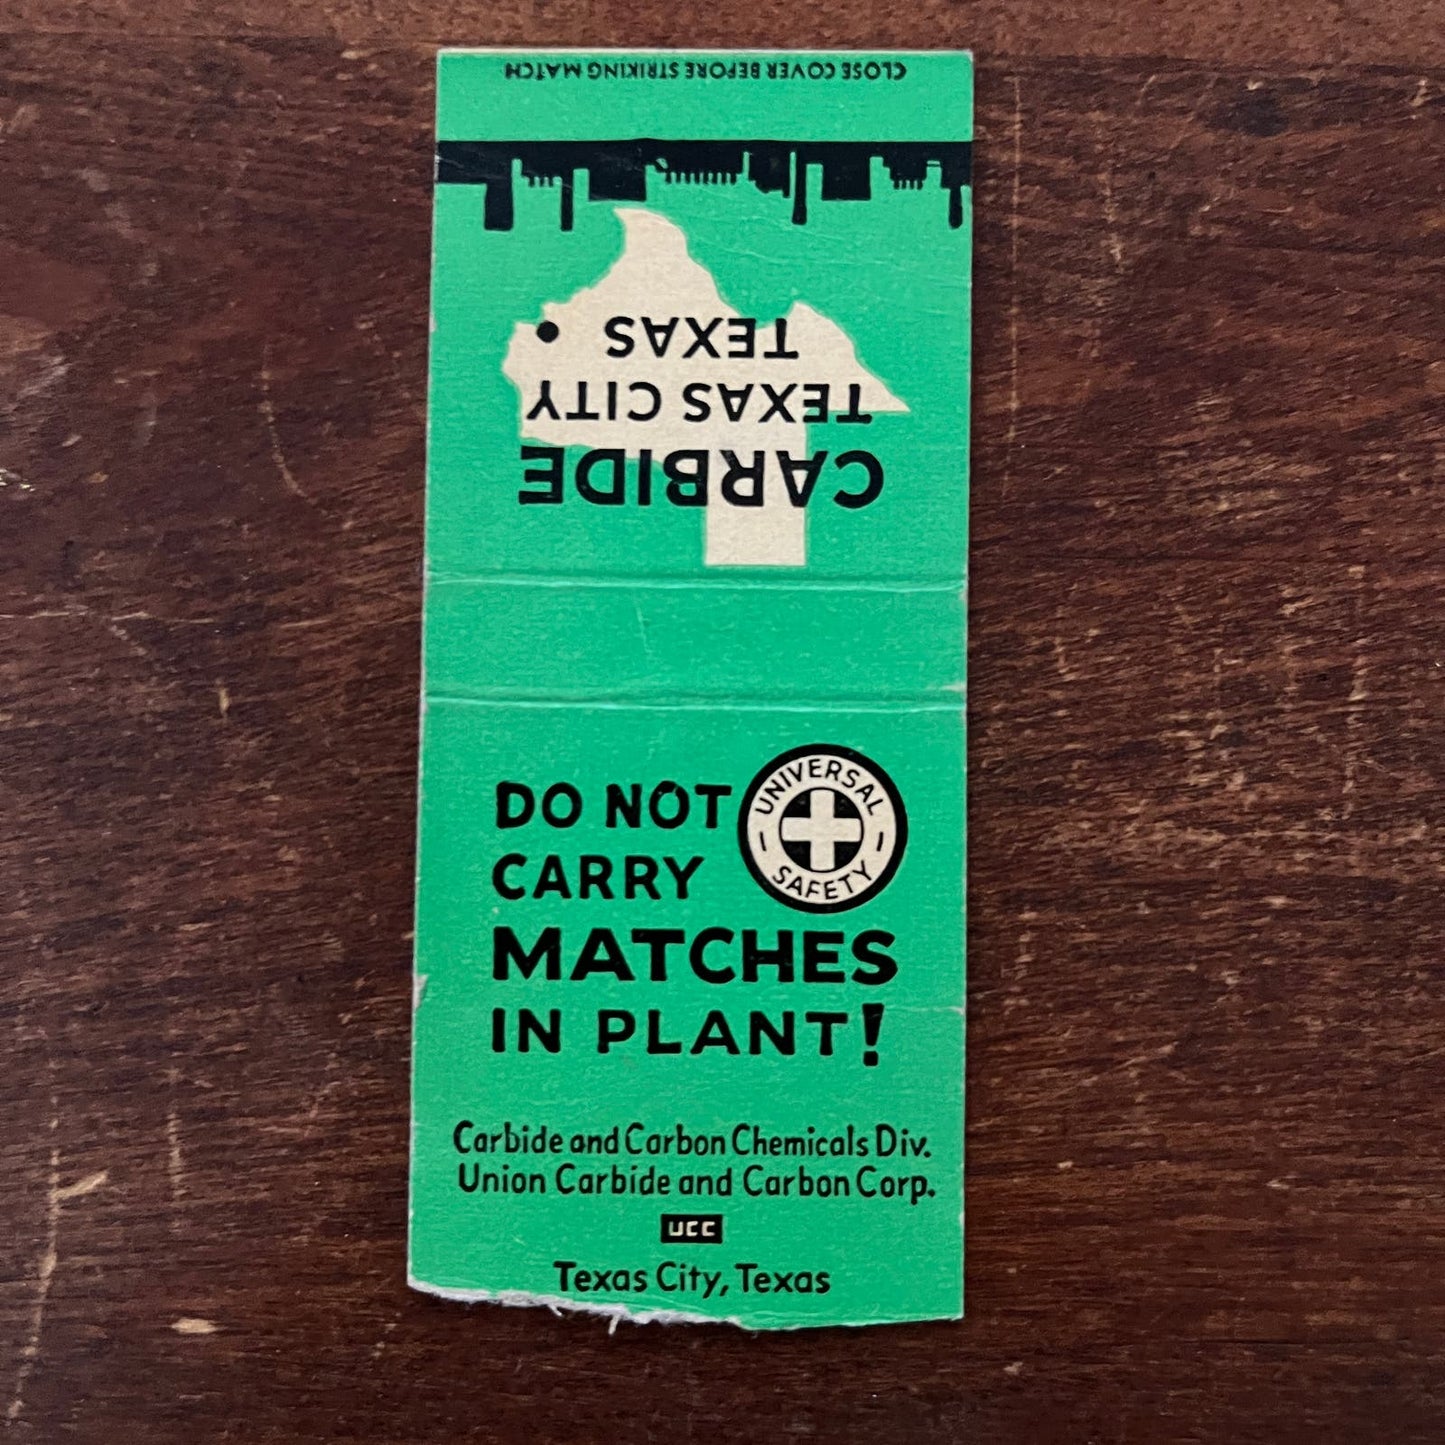 CLOSE COVER BEFORE STRIKING MATCH
CARBIDE
TEXAS CITY
TEXAS
DO NOT
CARRY
MATCHES
IN PLANT!
UNIVERSAL
SAFETY
Carbide and Carbon Chemicals Div.
Union Carbide and Carbon Corp.
UCC
Texas City, Texas